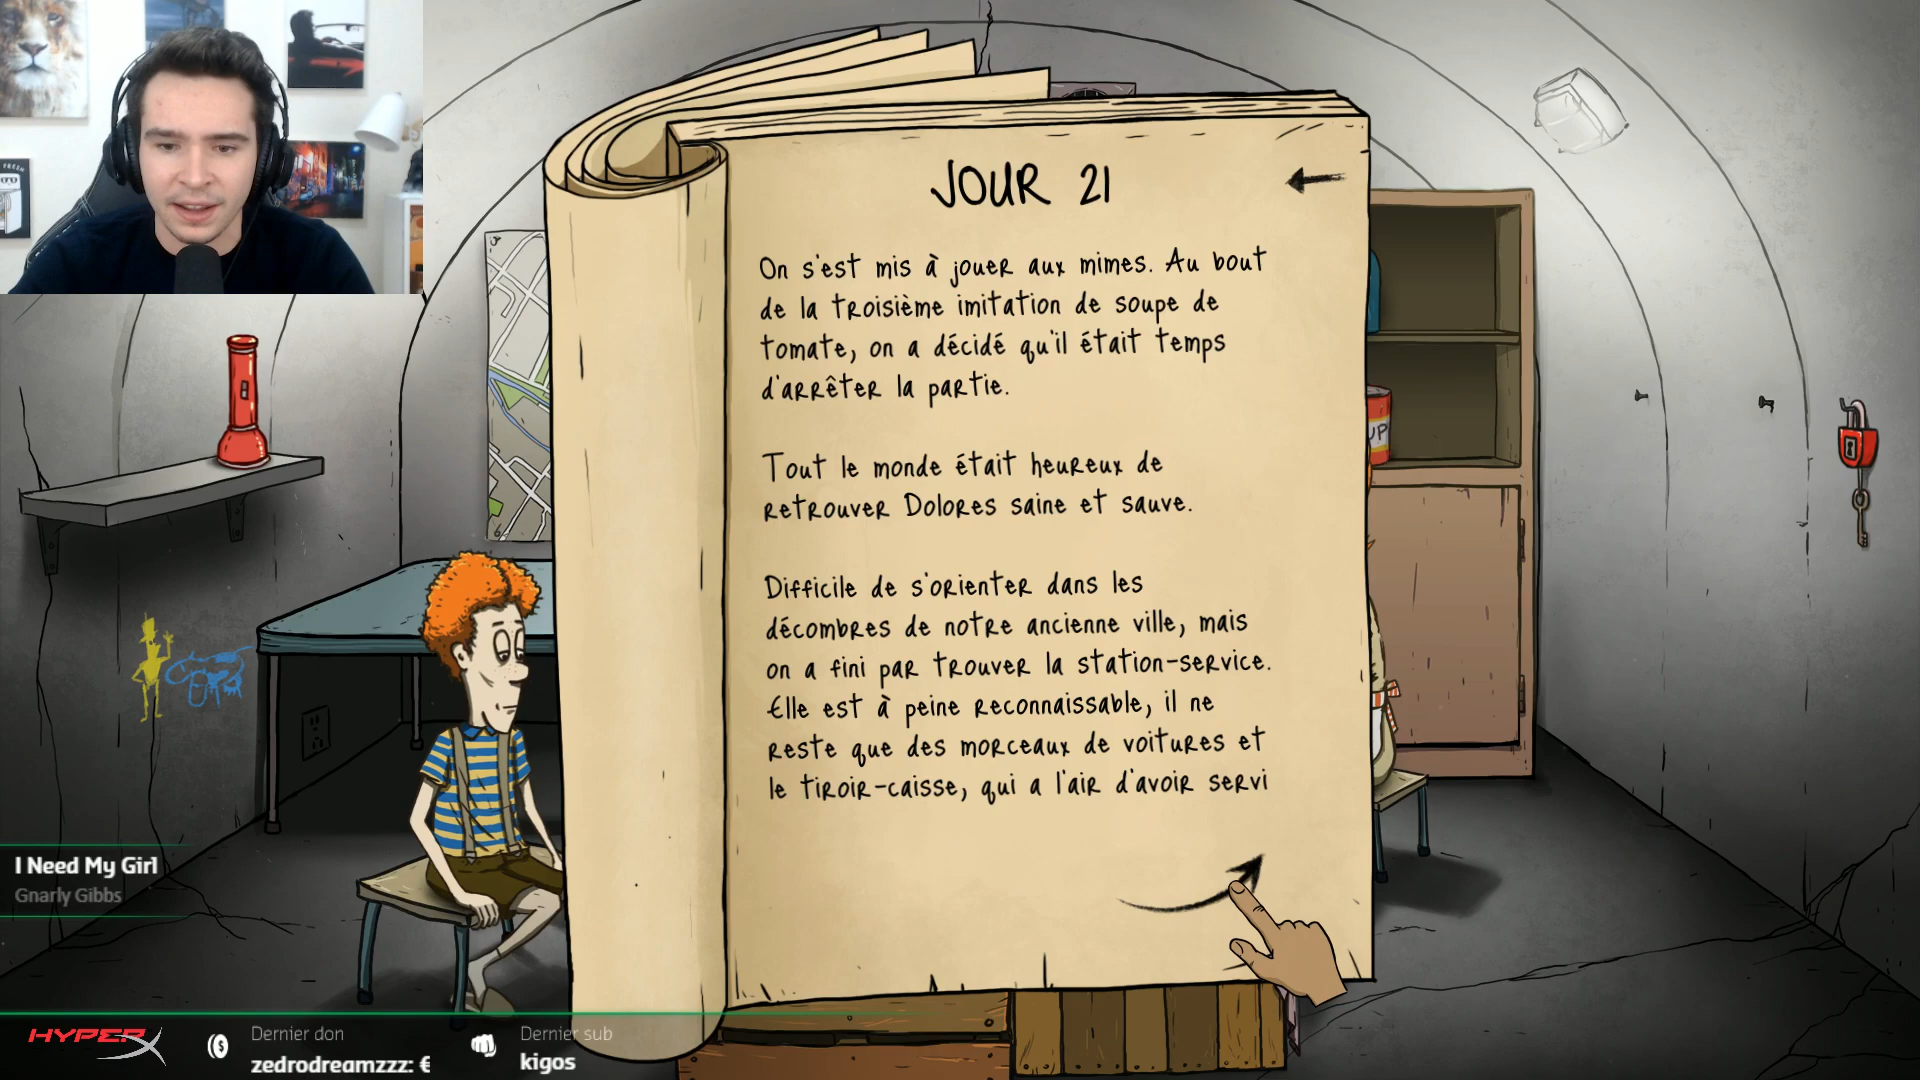 JOUR 21
On s'est mis à jouer aux mimes. Au bout
de la troisième imitation de soupe de
tomate, on a décidé qu'il était temps
d'arrêter la partie.
Tout le monde était heureux de
retrouver Dolores saine et sauve.
Difficile de s'orienter dans les
décombres de notre ancienne ville, mais
on a fini par trouver la station-service.
Elle est à peine reconnaissable, il ne
reste que des morceaux de voitures et
le tiroir-caisse, qui a l'air d'avoir servi
I Need My Girl
Gnarly Gibbs
HYPERX
Dernier don
zedrodreamzzz: €
Dernier sub
kigos